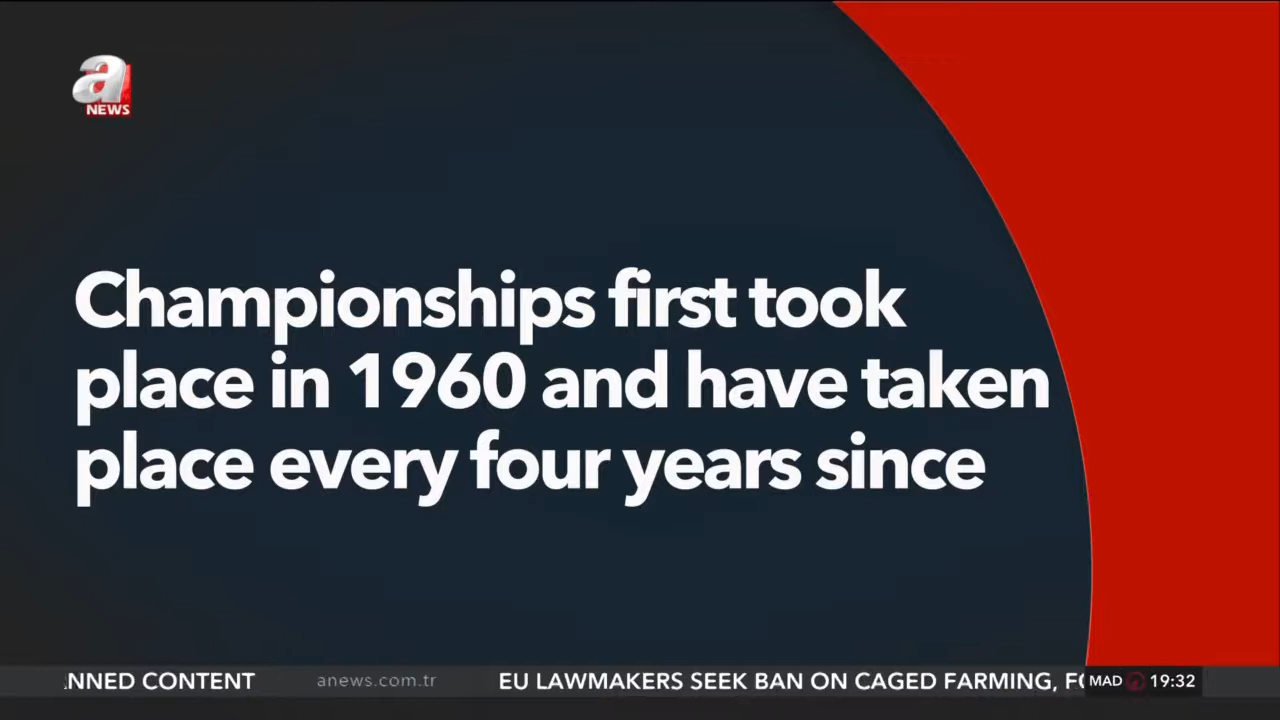 a
NEWS
Championships first took
place in 1960 and have taken
place every four years since
NNED CONTENT anews.com.tr EU LAWMAKERS SEEK BAN ON CAGED FARMING, MAD 19:32